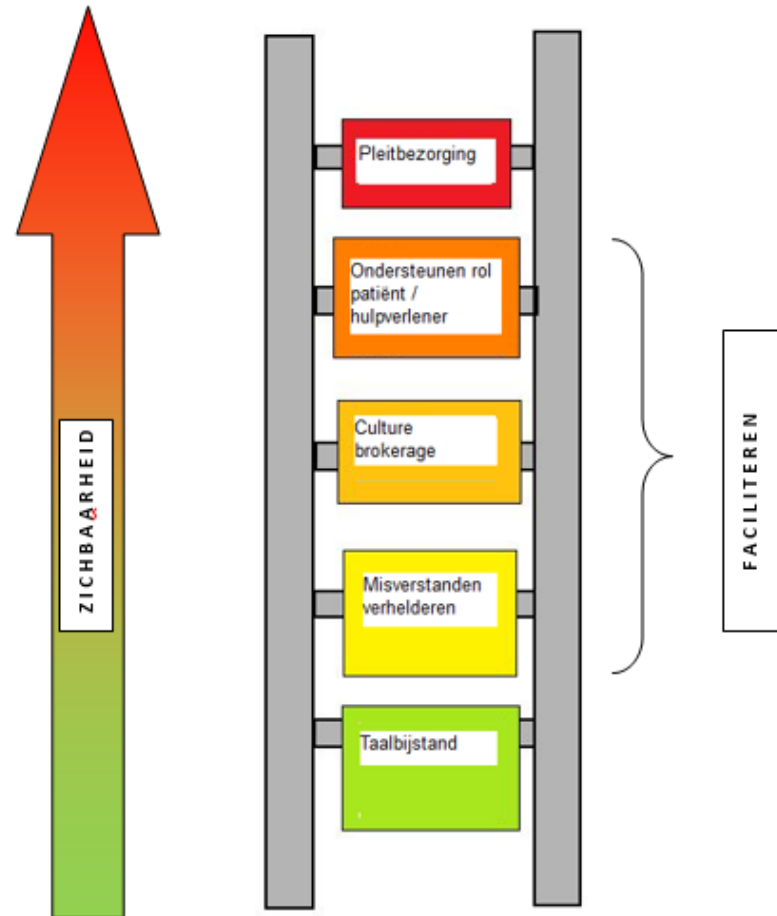 Pleitbezorging
Ondersteunen rol
patiënt /
hulpverlener
Culture
brokerage
Misverstanden
verhelderen
Taalbijstand
ZICHBAARHEID
FACILITEREN